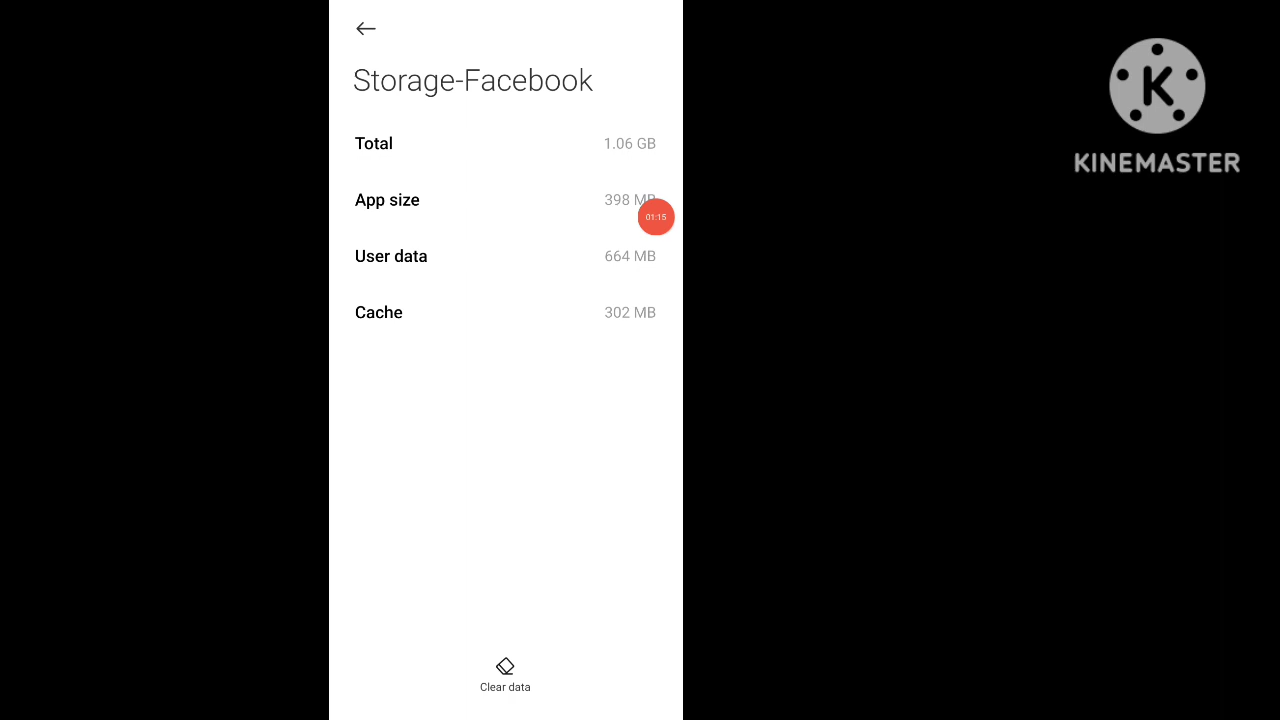 Storage-Facebook
Total 1.06 GB
App size 398 MB
01:15
User data 664 MB
Cache 302 MB
Clear data
K
KINEMASTER